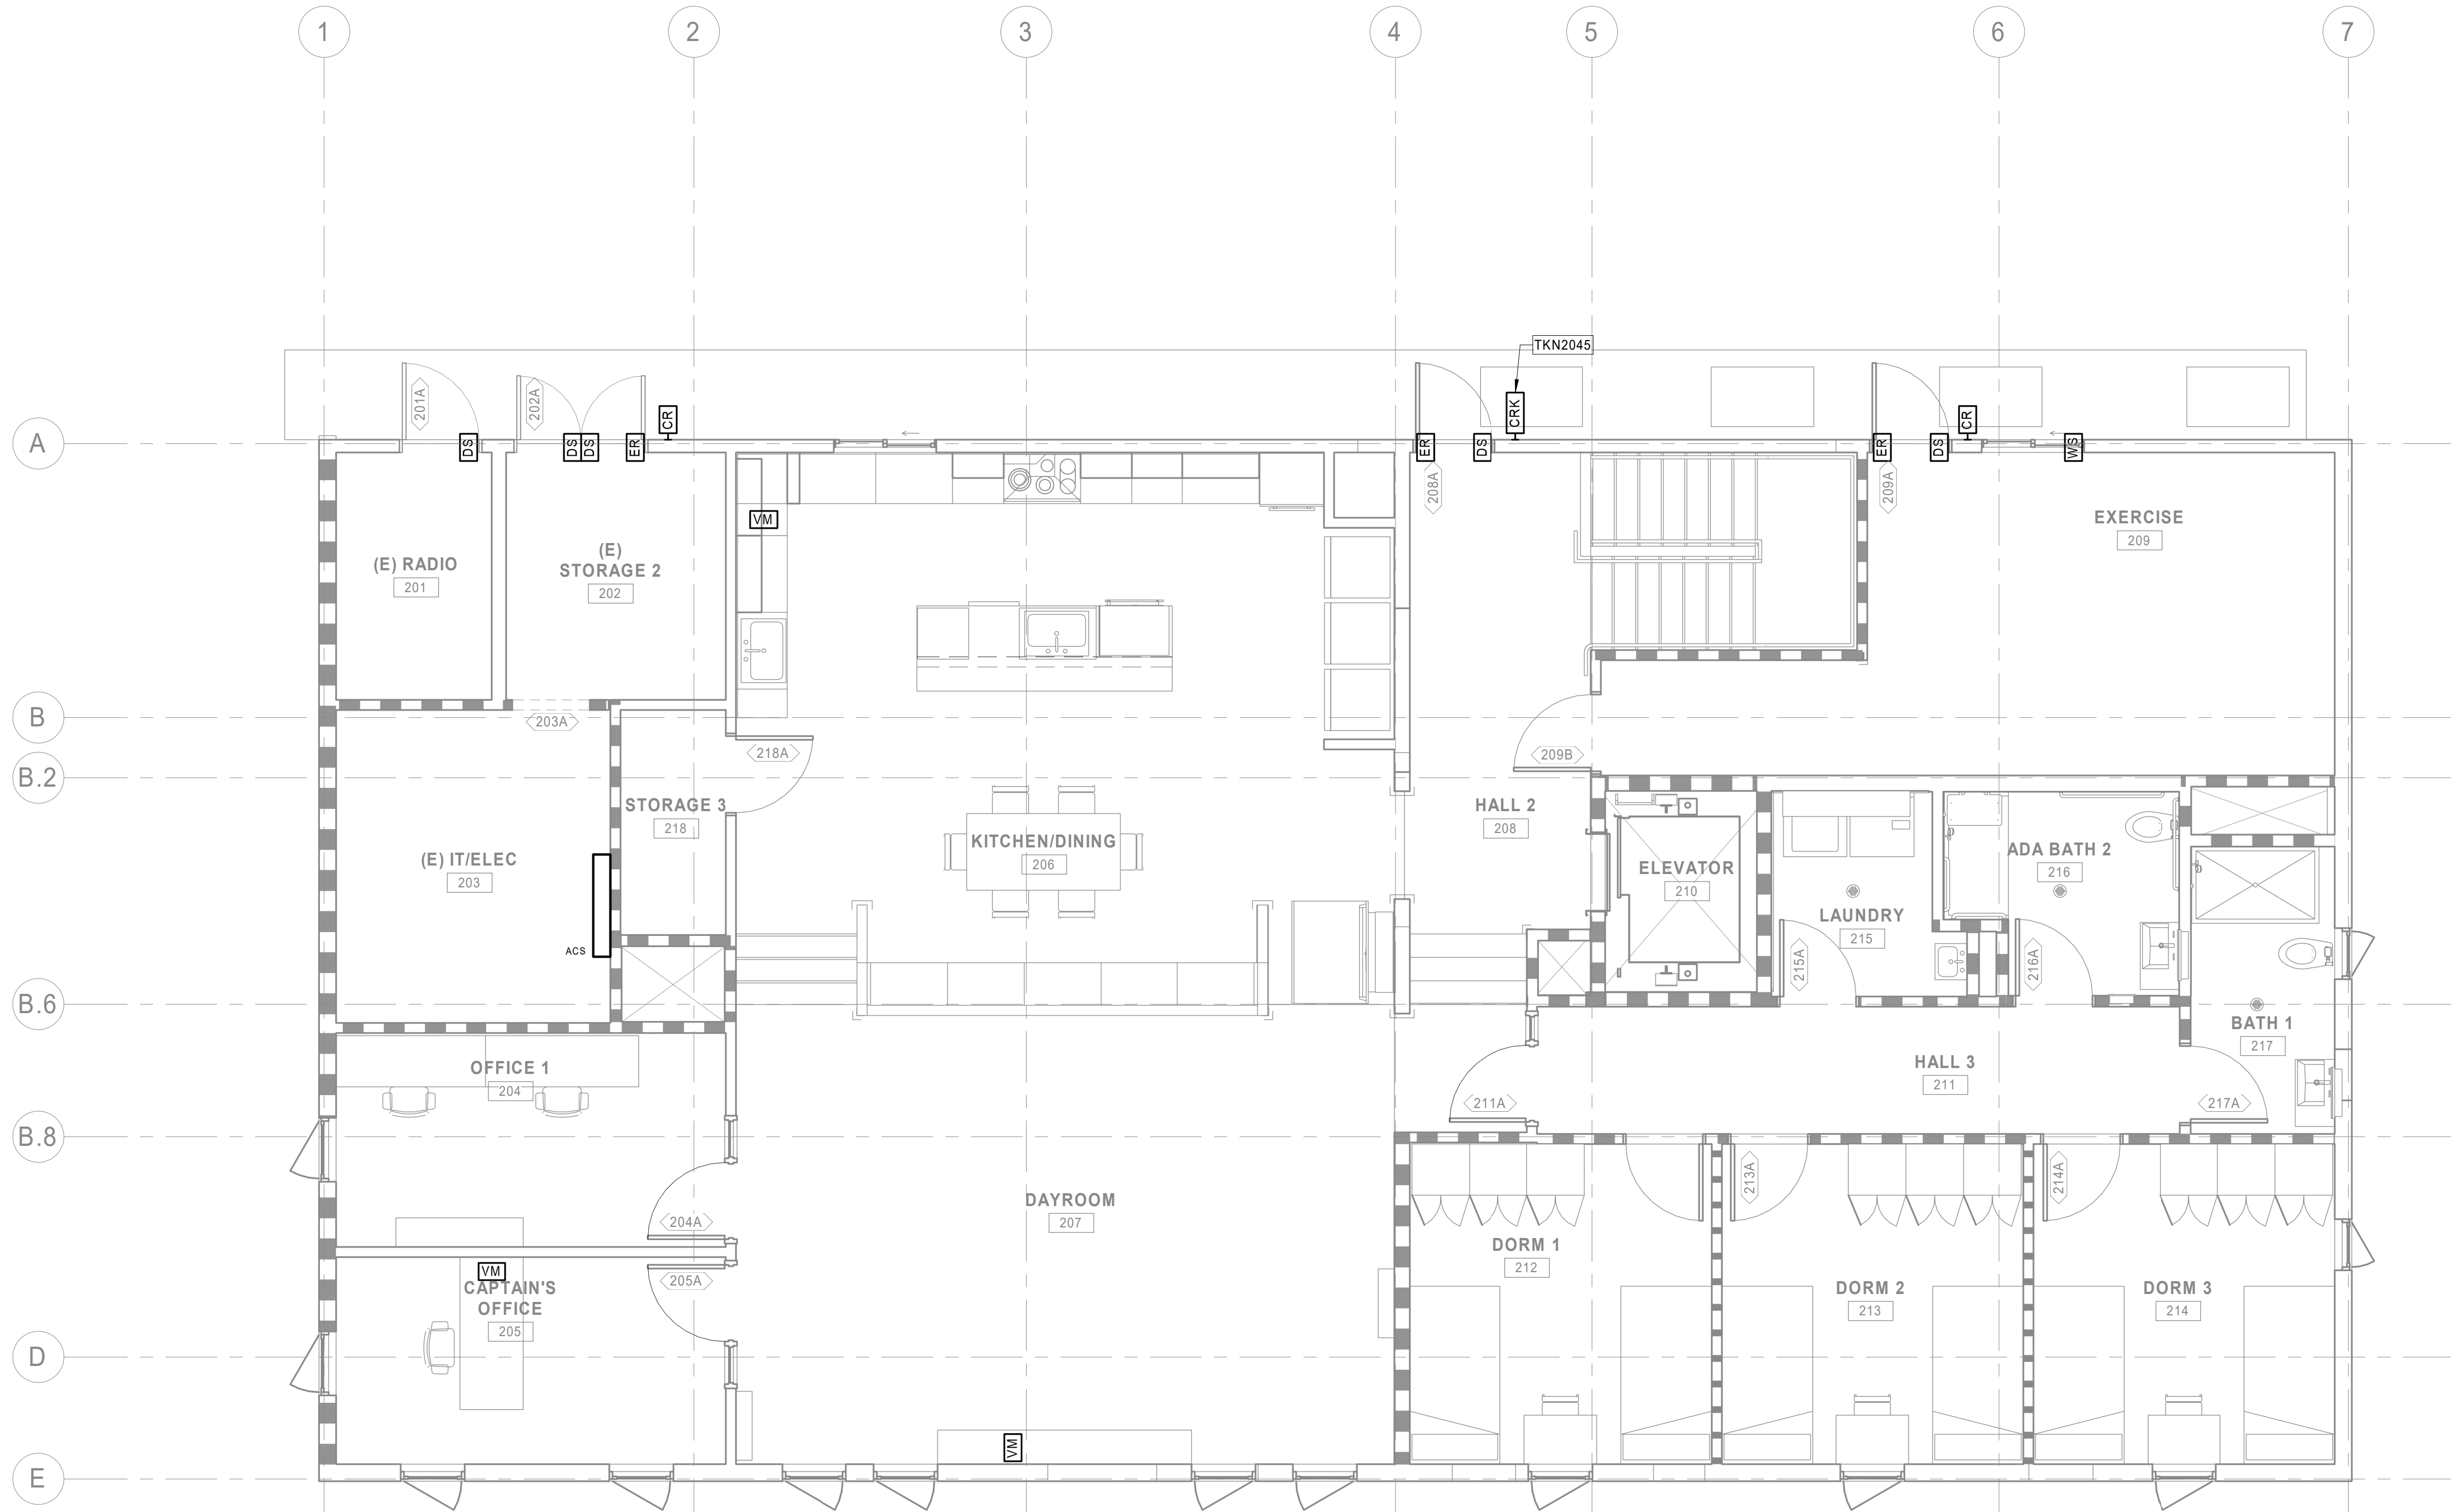 1
2
3
4
5
6
7
TKN2045
201A
202A
CR
CRK
CR
A
DS
DS
DS
ER
ER
DS
ER
DS
WS
208A
209A
VM
EXERCISE
209
(E) RADIO
201
(E)
STORAGE 2
202
B
203A
218A
209B
B.2
STORAGE 3
218
HALL 2
208
KITCHEN/DINING
206
(E) IT/ELEC
203
ELEVATOR
210
ADA BATH 2
216
LAUNDRY
215
ACS
215A
216A
B.6
BATH 1
217
OFFICE 1
204
HALL 3
211
211A
217A
B.8
213A
214A
DAYROOM
207
204A
DORM 1
212
205A
VM
CAPTAIN'S
OFFICE
205
DORM 2
213
DORM 3
214
D
VM
E